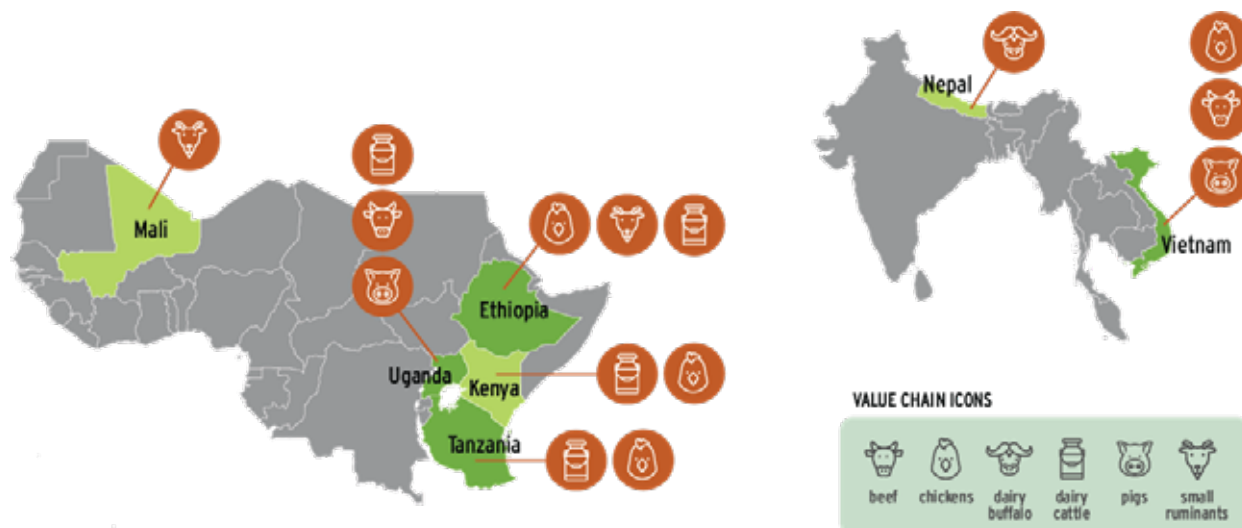 Nepal
Mali
Vietnam
Ethiopia
Uganda
Kenya
Tanzania
VALUE CHAIN ICONS
beef
chickens
dairy
buffalo
dairy
cattle
pigs
small
ruminants